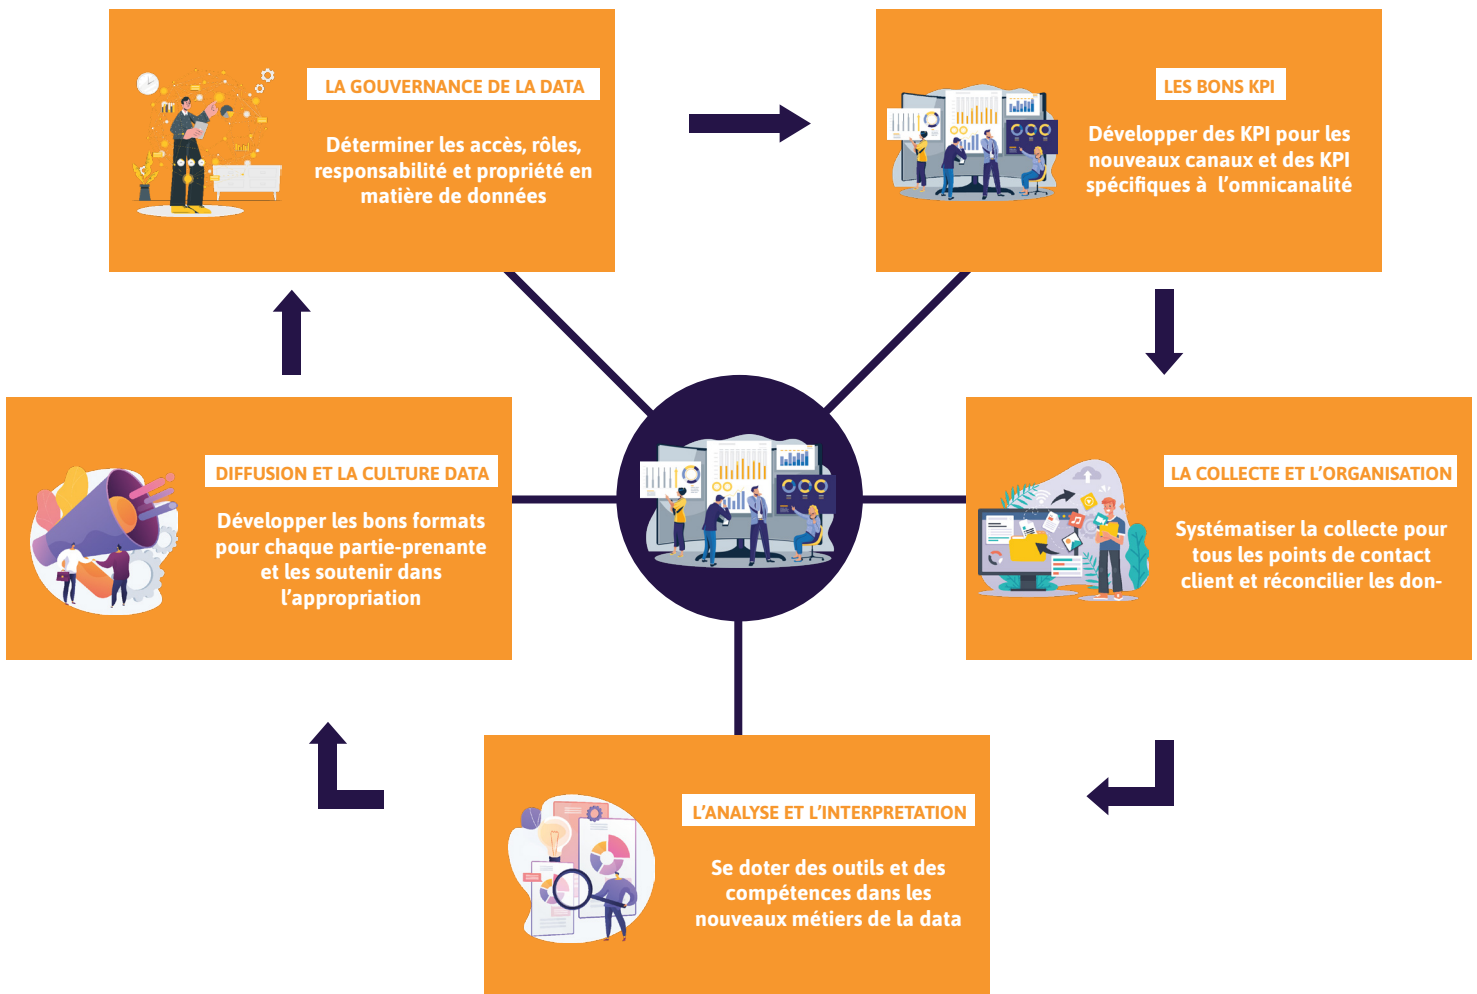 LA GOUVERNANCE DE LA DATA
Déterminer les accès, rôles,
responsabilité et propriété en
matière de données
LES BONS KPI
Développer des KPI pour les
nouveaux canaux et des KPI
spécifiques à l’omnicanalité
LA COLLECTE ET L’ORGANISATION
Systématiser la collecte pour
tous les points de contact
client et réconcilier les don-
L’ANALYSE ET L’INTERPRETATION
Se doter des outils et des
compétences dans les
nouveaux métiers de la data
DIFFUSION ET LA CULTURE DATA
Développer les bons formats
pour chaque partie-prenante
et les soutenir dans
l’appropriation